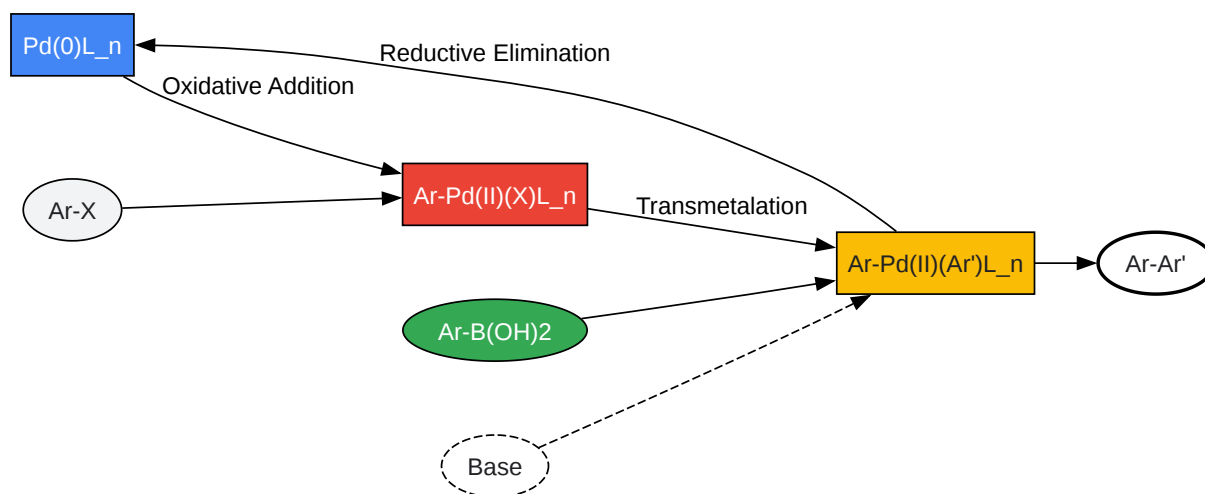 Pd(0)L_n
Reductive Elimination
Oxidative Addition
Ar-X
Ar-Pd(II)(X)L_n
Transmetalation
Ar-Pd(II)(Ar')L_n
Ar-Ar'
Ar-B(OH)2
Base